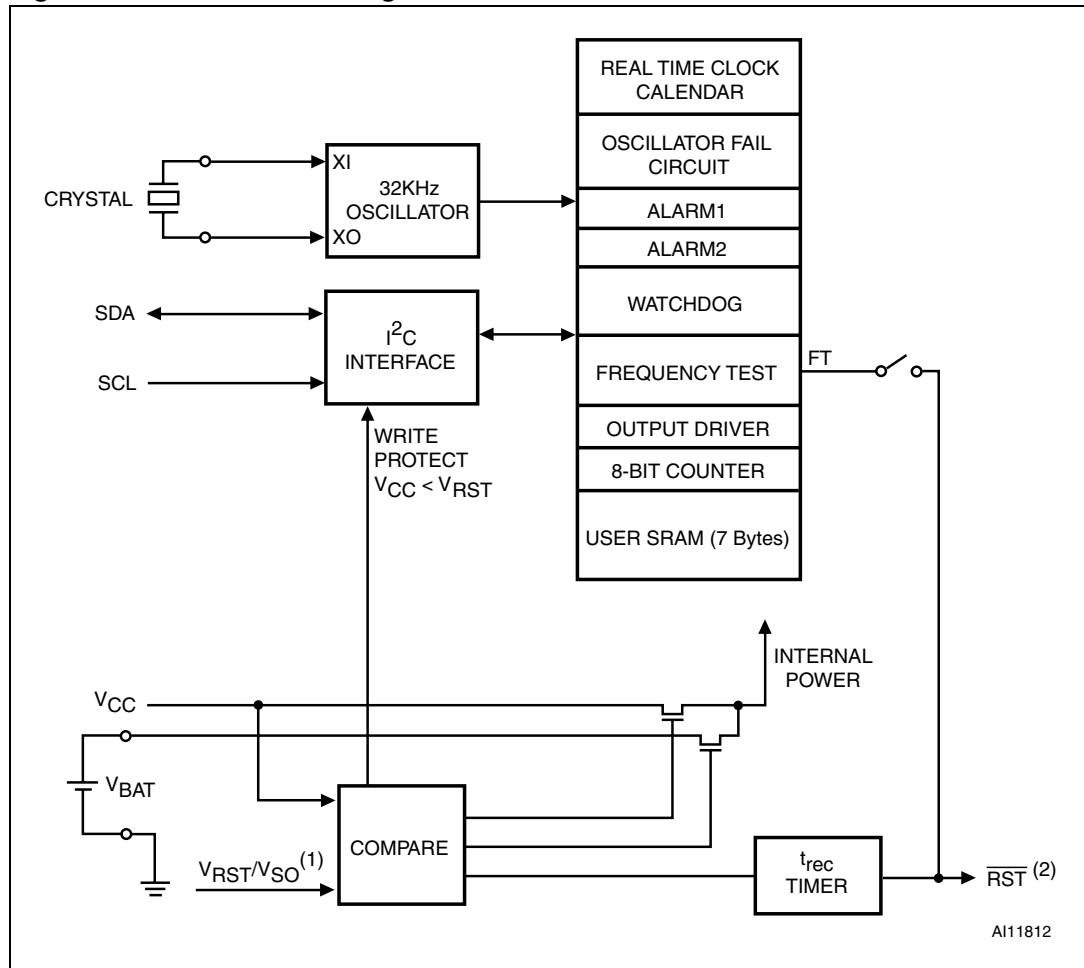 REAL TIME CLOCK
CALENDAR
OSCILLATOR FAIL
CIRCUIT
ALARM1
ALARM2
WATCHDOG
FREQUENCY TEST
OUTPUT DRIVER
8-BIT COUNTER
USER SRAM (7 Bytes)
CRYSTAL
XI
32KHz
OSCILLATOR
XO
SDA
SCL
I2C
INTERFACE
FT
WRITE
PROTECT
VCC < VRST
INTERNAL
POWER
VCC
VBAT
VRST/VSO(1)
COMPARE
trec
TIMER
RST (2)
AI11812